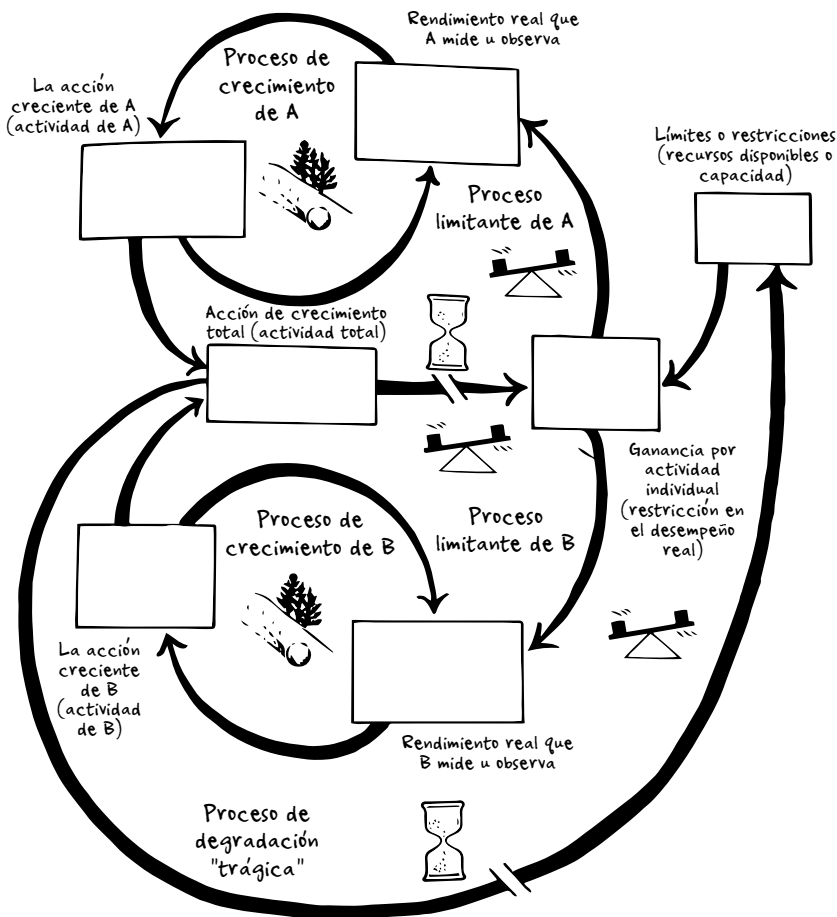 Rendimiento real que
A mide u observa
Proceso de
crecimiento
de A
La acción
creciente de A
(actividad de A)
Límites o restricciones
(recursos disponibles o
capacidad)
Proceso
limitante de A
Acción de crecimiento
total (actividad total)
Ganancia por
actividad
individual
(restricción en
el desempeño
real)
Proceso de
crecimiento de B
Proceso
limitante de B
La acción
creciente
de B
(actividad
de B)
Rendimiento real que
B mide u observa
Proceso de
degradación
"trágica"